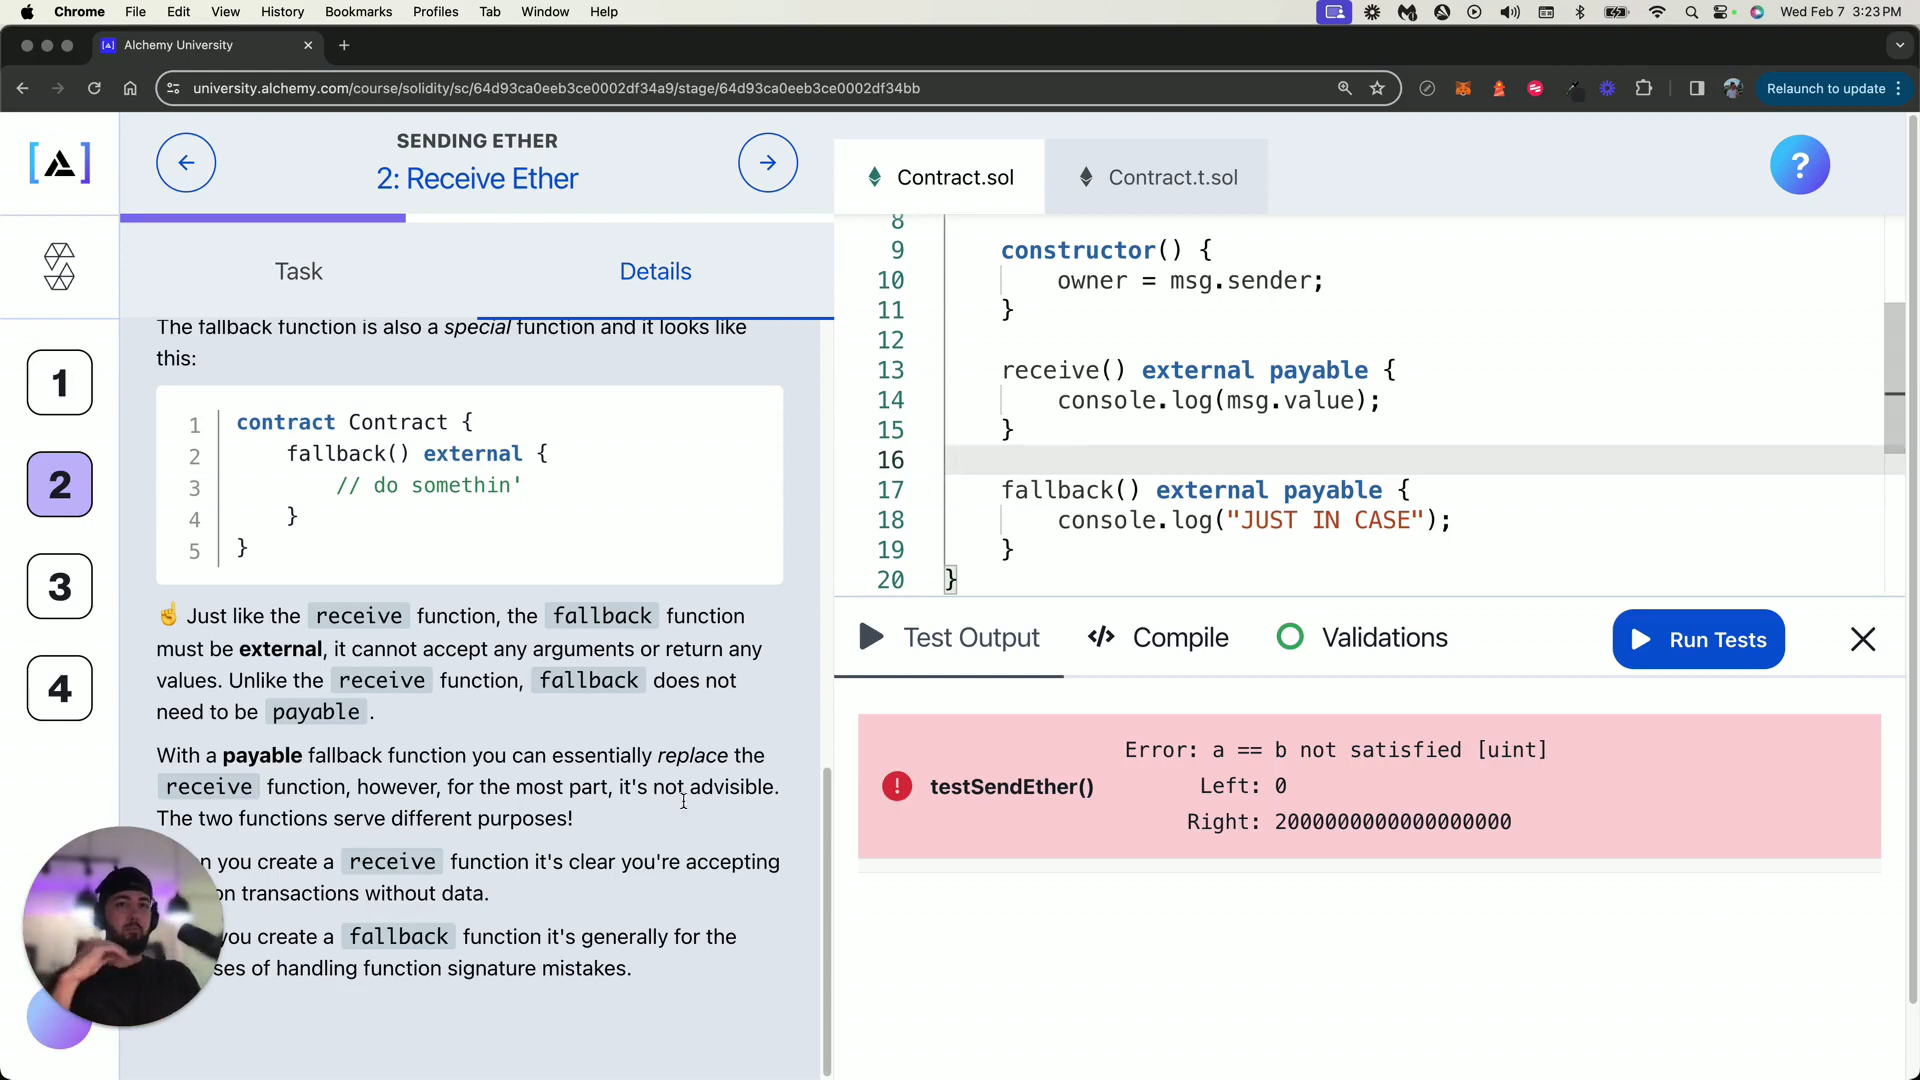 Chrome File Edit View History Bookmarks Profiles Tab Window Help Wed Feb 7 3:23 PM
Alchemy University
university.alchemy.com/course/solidity/sc/64d93ca0eeb3ce0002df34a9/stage/64d93ca0eeb3ce0002df34bb
Relaunch to update
SENDING ETHER
2: Receive Ether
Task Details
1
2
3
4
The fallback function is also a special function and it looks like
this:
1 contract Contract {
2 fallback() external {
3 // do somethin'
4 }
5 }
☝️ Just like the receive function, the fallback function
must be external, it cannot accept any arguments or return any
values. Unlike the receive function, fallback does not
need to be payable.
With a payable fallback function you can essentially replace the
receive function, however, for the most part, it's not advisible.
The two functions serve different purposes!
you create a receive function it's clear you're accepting
transactions without data.
you create a fallback function it's generally for the
of handling function signature mistakes.
Contract.sol Contract.t.sol
?
8
9 constructor() {
10 owner = msg.sender;
11 }
12
13 receive() external payable {
14 console.log(msg.value);
15 }
16
17 fallback() external payable {
18 console.log("JUST IN CASE");
19 }
20 }
Test Output </> Compile Validations Run Tests
testSendEther()
Error: a == b not satisfied [uint]
Left: 0
Right: 2000000000000000000